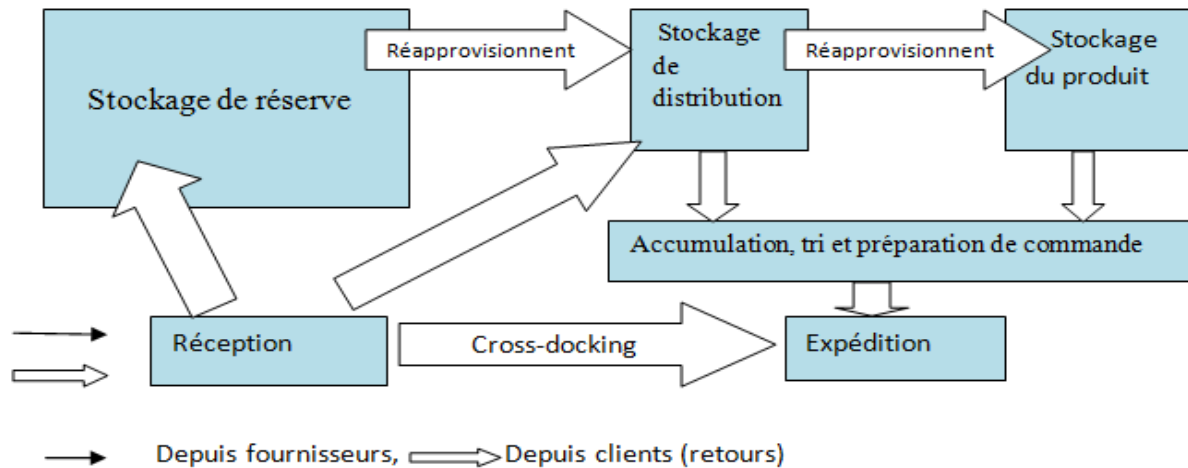 Stockage de réserve
Réapprovisionnent
Stockage
de
distribution
Réapprovisionnent
Stockage
du produit
Accumulation, tri et préparation de commande
Réception
Cross-docking
Expédition
Depuis fournisseurs, Depuis clients (retours)